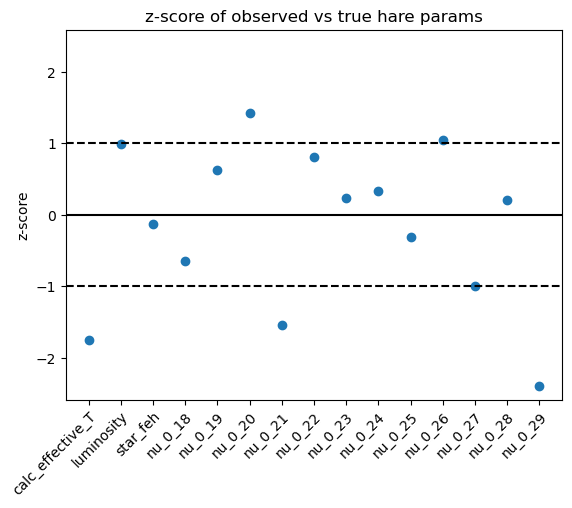 z-score of observed vs true hare params
z-score
2
1
0
−1
−2
calc_effective_T
luminosity
star_feh
nu_0_18
nu_0_19
nu_0_20
nu_0_21
nu_0_22
nu_0_23
nu_0_24
nu_0_25
nu_0_26
nu_0_27
nu_0_28
nu_0_29